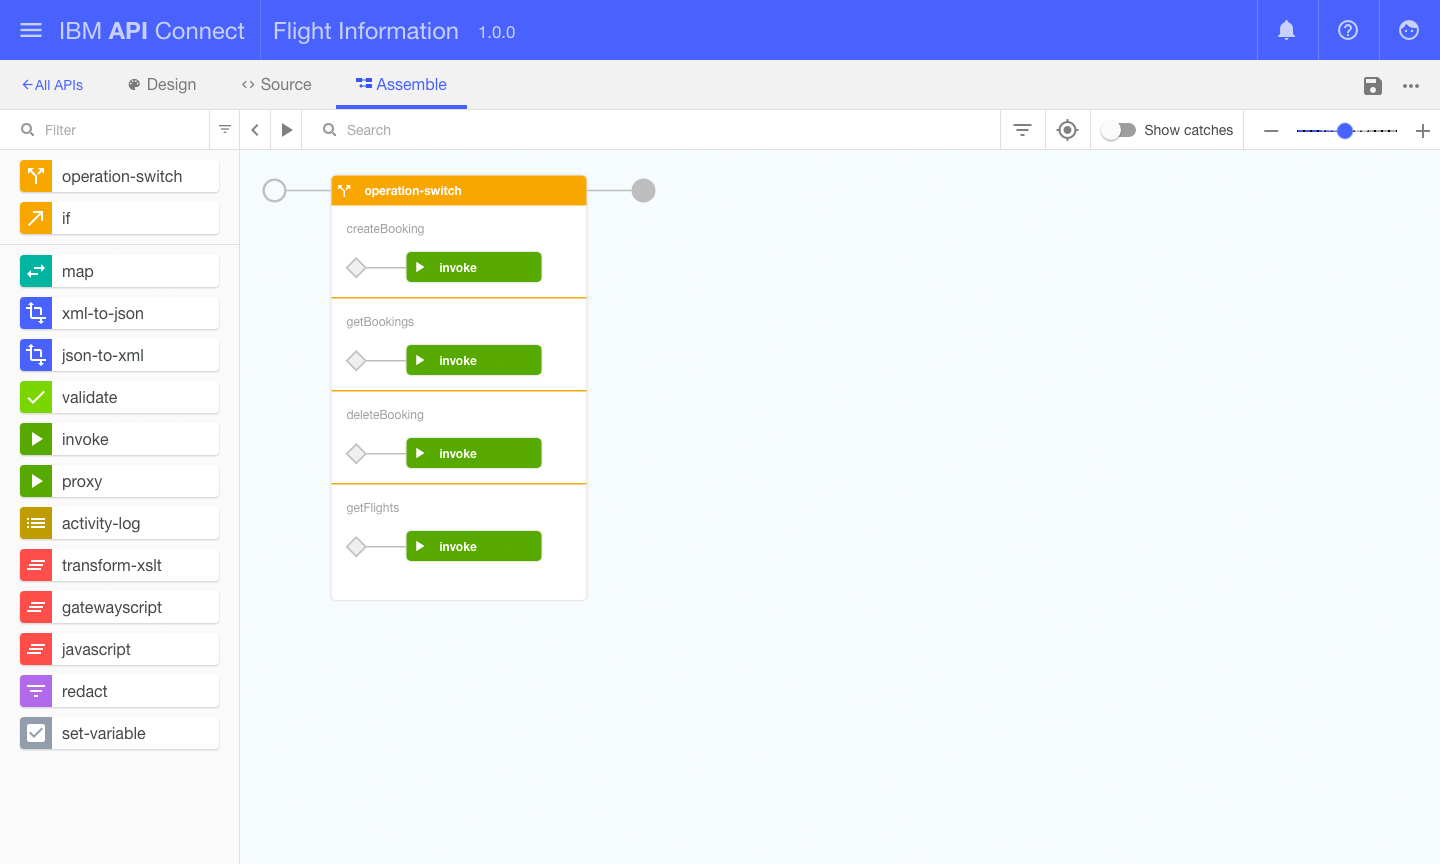 IBM API Connect
Flight Information 1.0.0
All APIs
Design
Source
Assemble
Filter
Search
Show catches
operation-switch
if
map
xml-to-json
json-to-xml
validate
invoke
proxy
activity-log
transform-xslt
gatewayscript
javascript
redact
set-variable
operation-switch
createBooking
invoke
getBookings
invoke
deleteBooking
invoke
getFlights
invoke